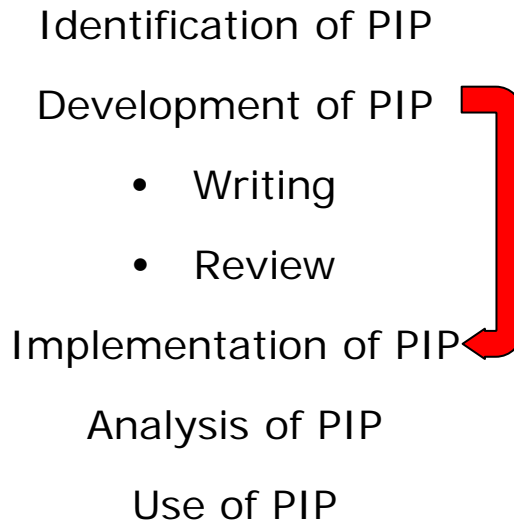 Identification of PIP
Development of PIP
• Writing
• Review
Implementation of PIP
Analysis of PIP
Use of PIP